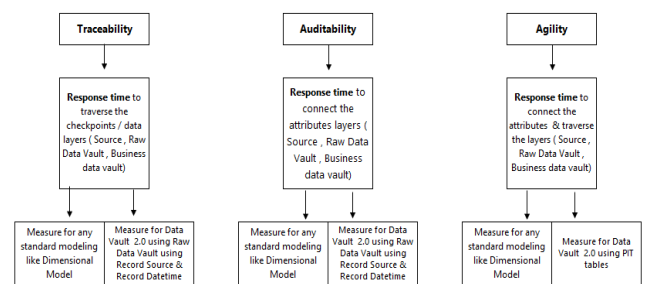 Traceability
Response time to
traverse the
checkpoints / data
layers ( Source , Raw
Data Vault , Business
data vault)
Measure for any
standard modeling
like Dimensional
Model
Measure for Data
Vault 2.0 using Raw
Data Vault using
Record Source &
Record Datetime
Auditability
Response time to
connect the
attributes layers (
Source , Raw Data
Vault , Business
data vault)
Measure for any
standard modeling
like Dimensional
Model
Measure for Data
Vault 2.0 using Raw
Data Vault using
Record Source &
Record Datetime
Agility
Response time to
connect the
attributes & traverse
the layers ( Source ,
Raw Data Vault ,
Business data vault)
Measure for any
standard modeling
like Dimensional
Model
Measure for Data
Vault 2.0 using PIT
tables